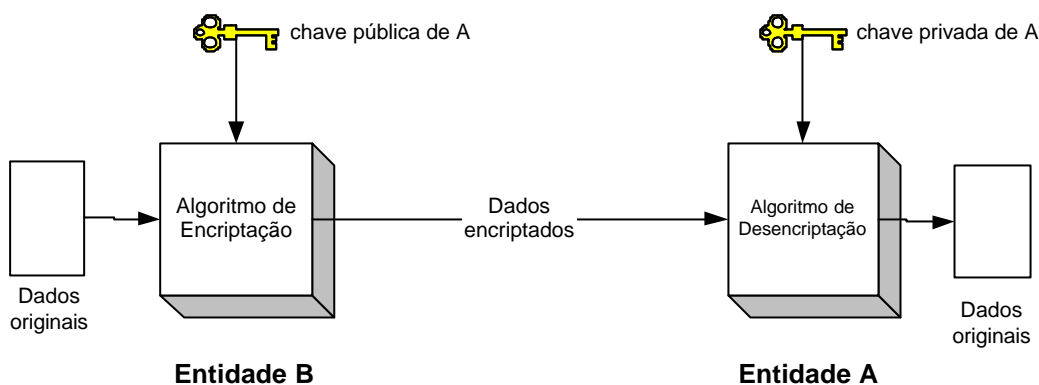 chave pública de A
chave privada de A
Algoritmo de
Encriptação
Dados
encriptados
Algoritmo de
Desencriptação
Dados
originais
Dados
originais
Entidade B
Entidade A